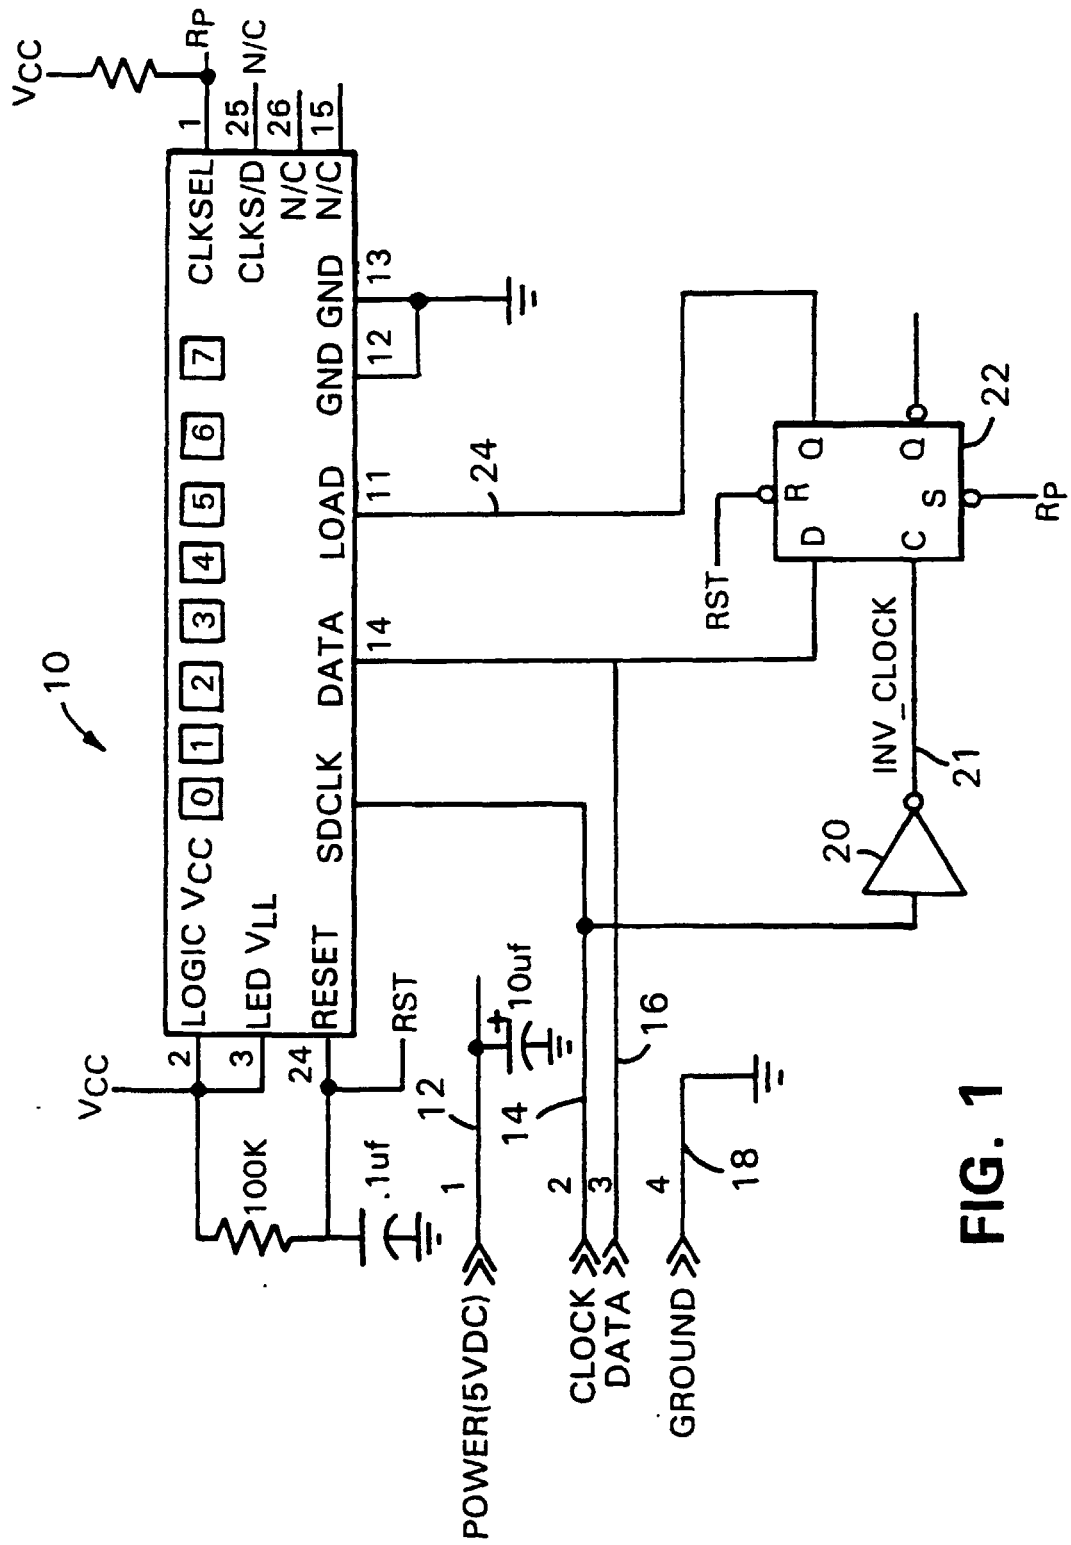 10
VCC
VCC
RP
1
N/C
25
26
15
2
3
24
LOGIC VCC
0
1
2
3
4
5
6
7
CLKSEL
LED VLL
CLKS/D
N/C
RESET
SDCLK
DATA
LOAD
GND
GND
N/C
14
11
12
13
100K
.1uf
RST
POWER(5VDC)
1
12
+
10uf
24
CLOCK
2
14
DATA
3
16
GROUND
4
18
RST
R
D
Q
C
S
Q
22
RP
20
INV_CLOCK
21
FIG. 1